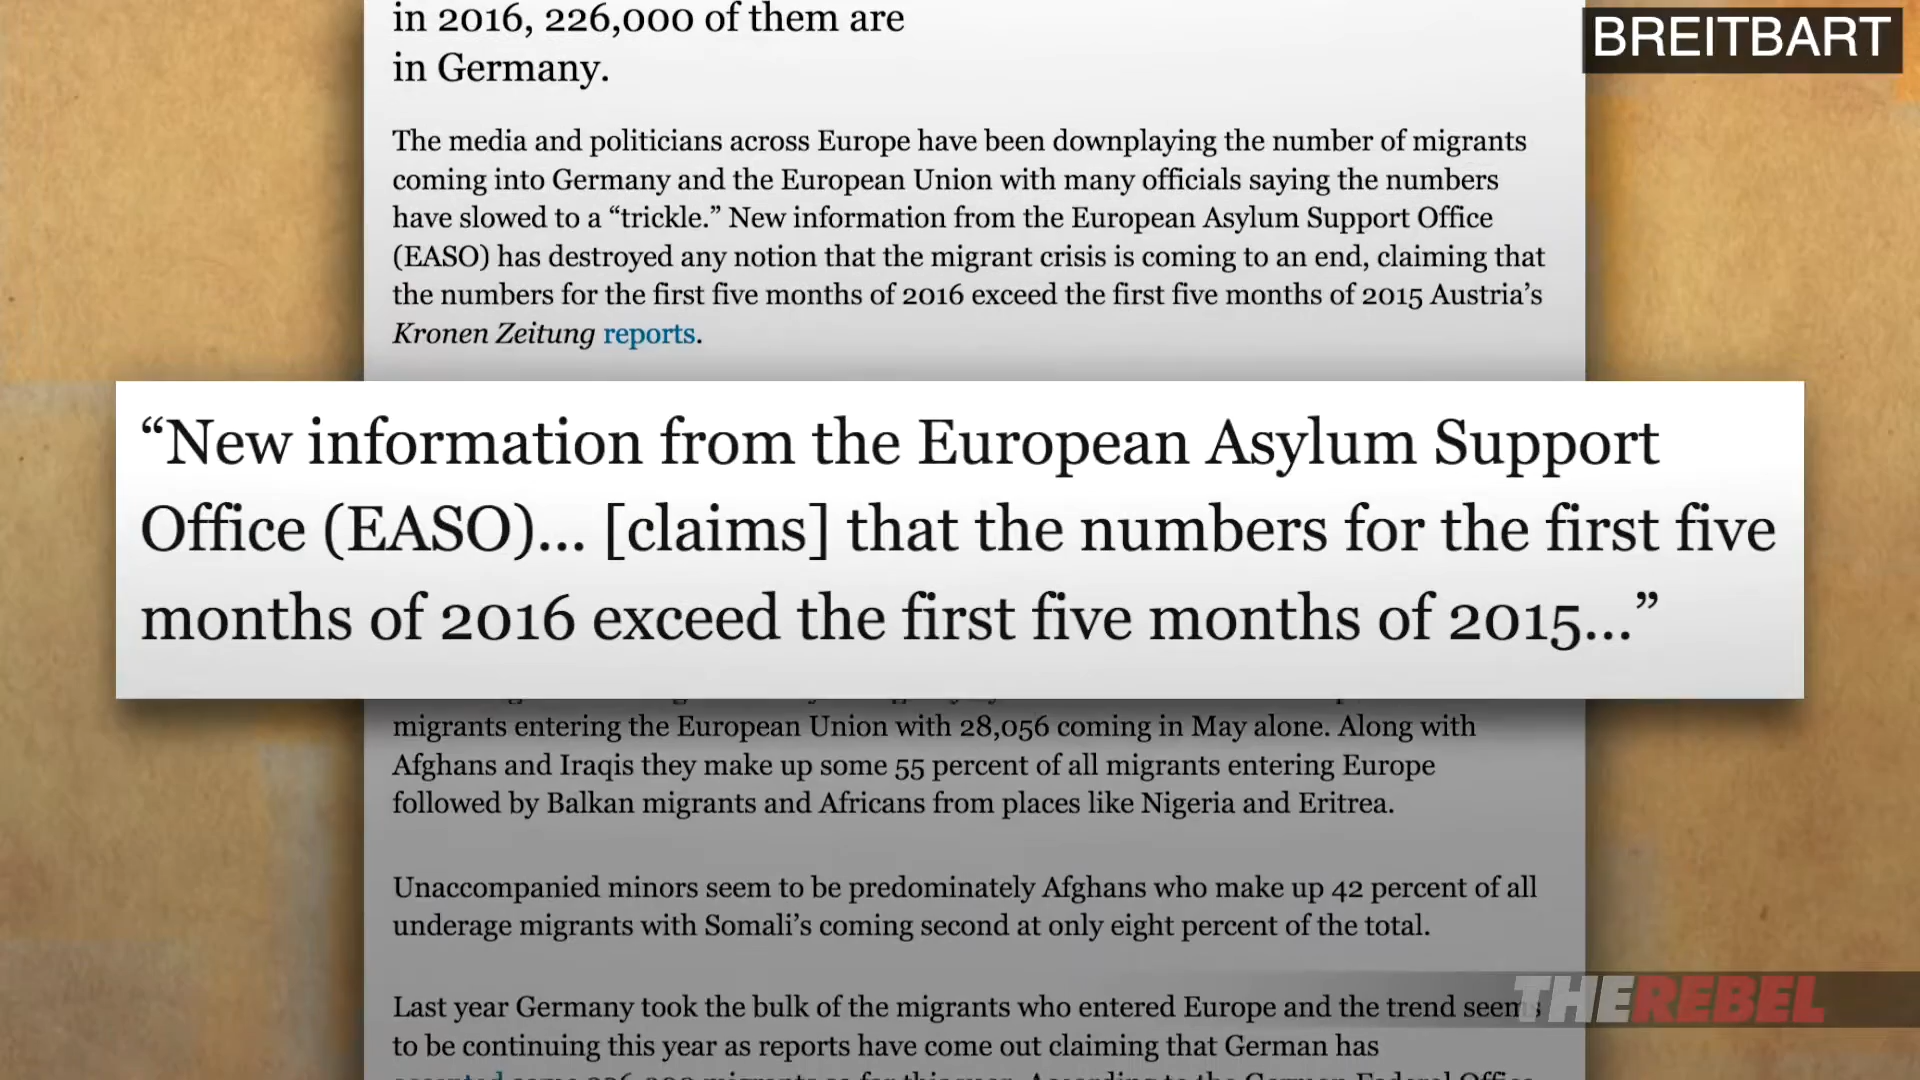 BREITBART
in 2016, 226,000 of them are
in Germany.
The media and politicians across Europe have been downplaying the number of migrants
coming into Germany and the European Union with many officials saying the numbers
have slowed to a “trickle.” New information from the European Asylum Support Office
(EASO) has destroyed any notion that the migrant crisis is coming to an end, claiming that
the numbers for the first five months of 2016 exceed the first five months of 2015 Austria’s
Kronen Zeitung reports.
“New information from the European Asylum Support
Office (EASO)... [claims] that the numbers for the first five
months of 2016 exceed the first five months of 2015...”
migrants entering the European Union with 28,056 coming in May alone. Along with
Afghans and Iraqis they make up some 55 percent of all migrants entering Europe
followed by Balkan migrants and Africans from places like Nigeria and Eritrea.
Unaccompanied minors seem to be predominately Afghans who make up 42 percent of all
underage migrants with Somali’s coming second at only eight percent of the total.
Last year Germany took the bulk of the migrants who entered Europe and the trend seems
to be continuing this year as reports have come out claiming that German has
THEREBEL